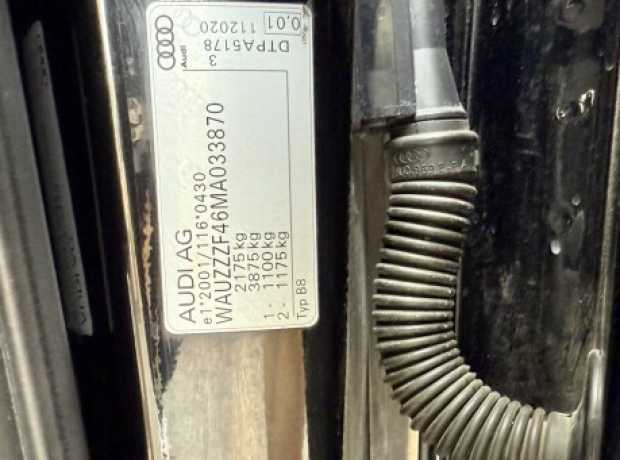 AUDI AG
e1*2001/116*0430
WAUZZZF46MA033870
2175kg
3875kg
1 - 1100kg
2 - 1175kg
Typ B8
3
DTPA5178
112020
0,01
Audi